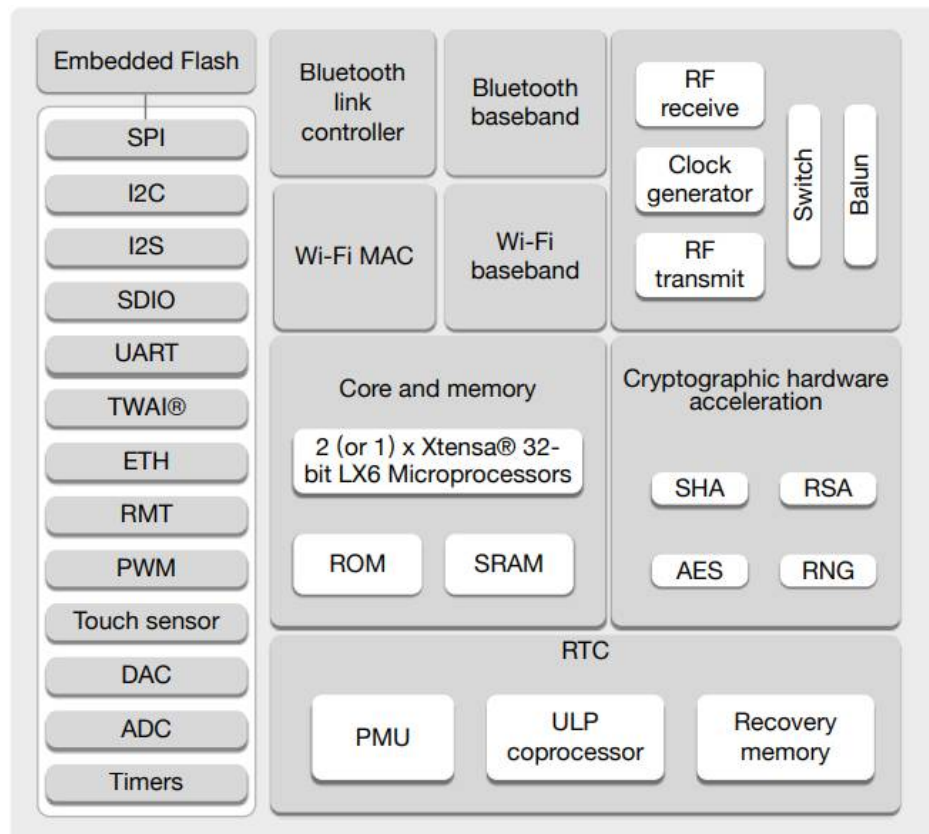 Embedded Flash
SPI
I2C
I2S
SDIO
UART
TWAI®
ETH
RMT
PWM
Touch sensor
DAC
ADC
Timers
Bluetooth
link
controller
Bluetooth
baseband
Wi-Fi MAC
Wi-Fi
baseband
RF
receive
Clock
generator
RF
transmit
Switch
Balun
Core and memory
2 (or 1) x Xtensa® 32-
bit LX6 Microprocessors
ROM
SRAM
Cryptographic hardware
acceleration
SHA
RSA
AES
RNG
RTC
PMU
ULP
coprocessor
Recovery
memory